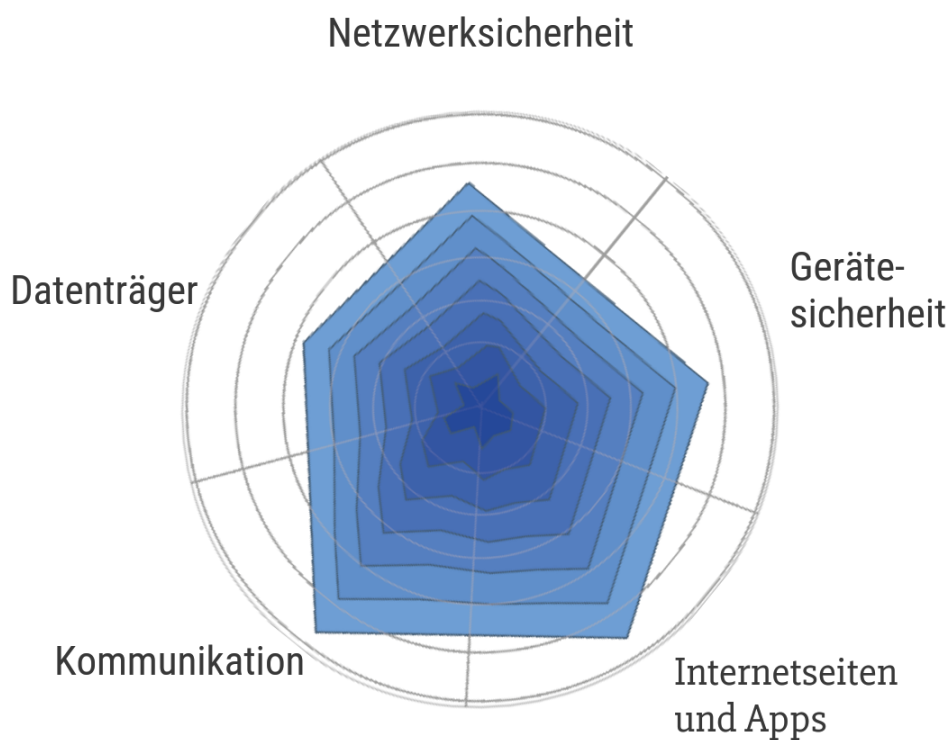 Netzwerksicherheit
Geräte-
sicherheit
Datenträger
Kommunikation
Internetseiten
und Apps